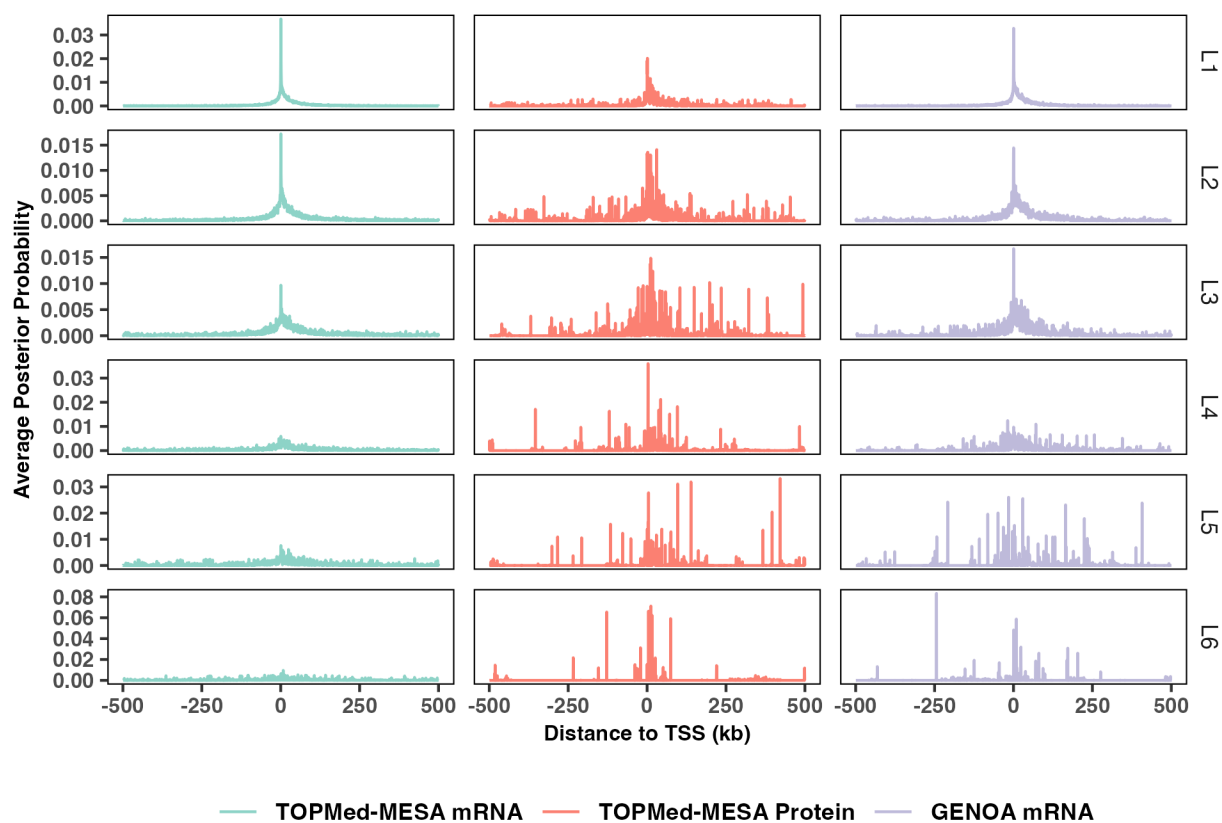 0.03
0.02
0.01
0.00
L1
0.015
0.010
0.005
0.000
L2
0.015
0.010
0.005
0.000
L3
0.03
0.02
0.01
0.00
L4
0.03
0.02
0.01
0.00
L5
0.08
0.06
0.04
0.02
0.00
L6
Average Posterior Probability
-500 -250 0 250 500 -500 -250 0 250 500 -500 -250 0 250 500
Distance to TSS (kb)
TOPMed-MESA mRNA TOPMed-MESA Protein GENOA mRNA